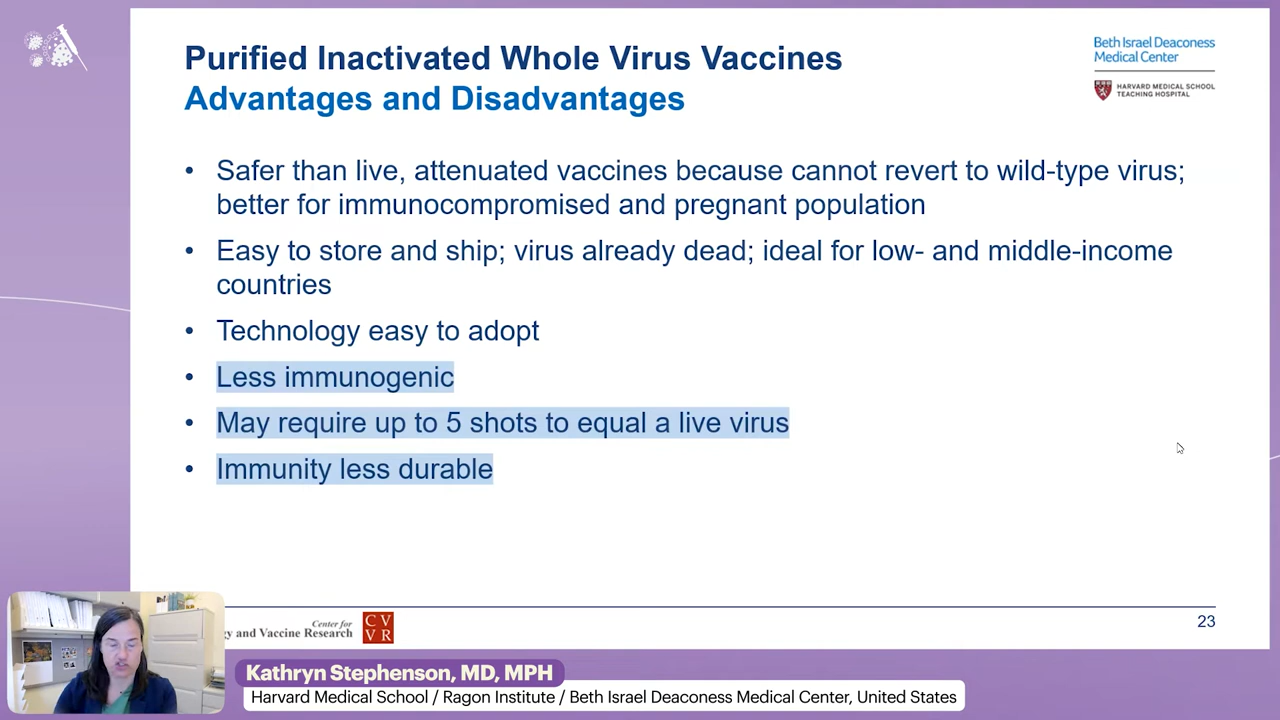 Purified Inactivated Whole Virus Vaccines
Advantages and Disadvantages
Beth Israel Deaconess
Medical Center
HARVARD MEDICAL SCHOOL
TEACHING HOSPITAL
• Safer than live, attenuated vaccines because cannot revert to wild-type virus;
better for immunocompromised and pregnant population
• Easy to store and ship; virus already dead; ideal for low- and middle-income
countries
• Technology easy to adopt
• Less immunogenic
• May require up to 5 shots to equal a live virus
• Immunity less durable
Center for
and Vaccine Research
C V
V R
23
Kathryn Stephenson, MD, MPH
Harvard Medical School / Ragon Institute / Beth Israel Deaconess Medical Center, United States